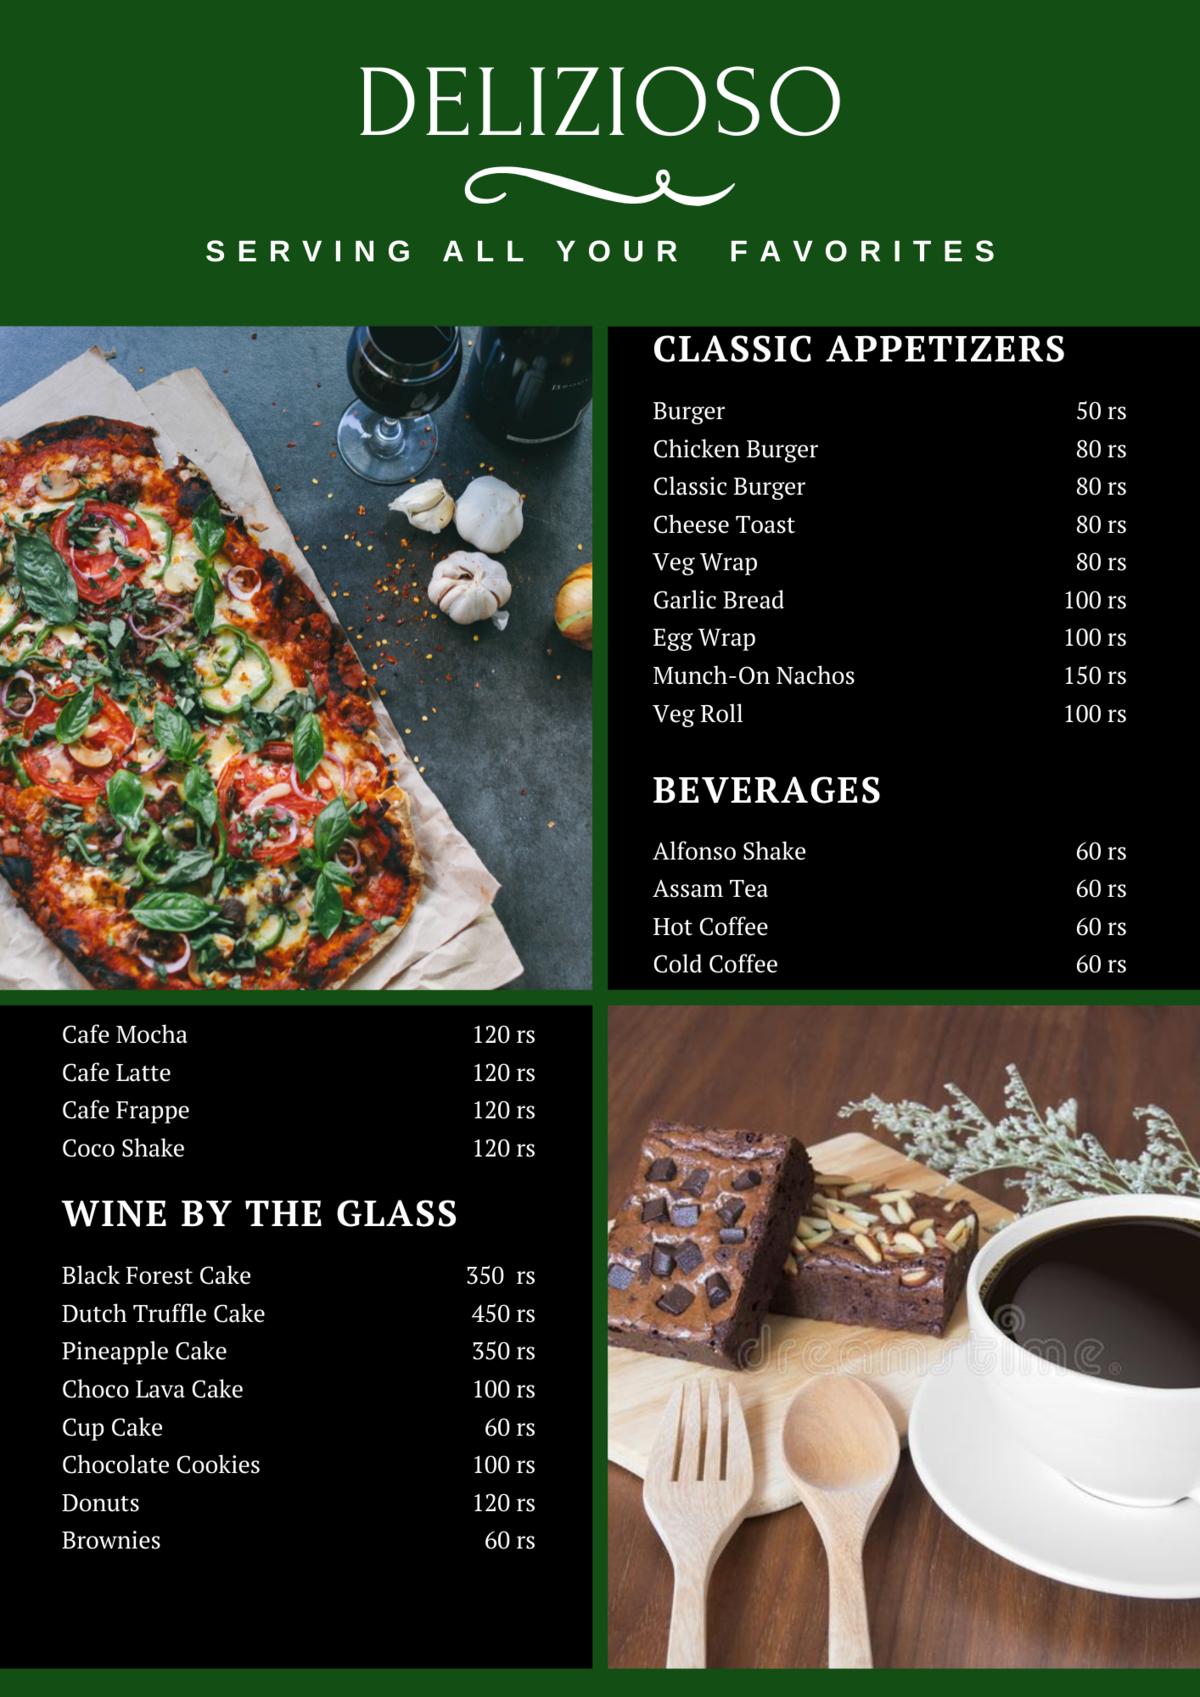 DELIZIOSO
SERVING ALL YOUR FAVORITES
CLASSIC APPETIZERS
Burger 50 rs
Chicken Burger 80 rs
Classic Burger 80 rs
Cheese Toast 80 rs
Veg Wrap 80 rs
Garlic Bread 100 rs
Egg Wrap 100 rs
Munch-On Nachos 150 rs
Veg Roll 100 rs
BEVERAGES
Alfonso Shake 60 rs
Assam Tea 60 rs
Hot Coffee 60 rs
Cold Coffee 60 rs
Cafe Mocha 120 rs
Cafe Latte 120 rs
Cafe Frappe 120 rs
Coco Shake 120 rs
WINE BY THE GLASS
Black Forest Cake 350 rs
Dutch Truffle Cake 450 rs
Pineapple Cake 350 rs
Choco Lava Cake 100 rs
Cup Cake 60 rs
Chocolate Cookies 100 rs
Donuts 120 rs
Brownies 60 rs
dreamstime®